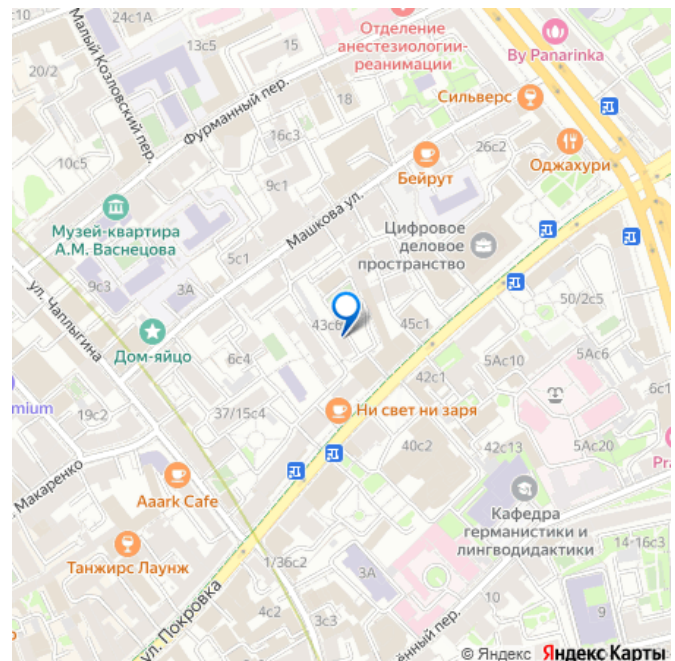 24с1А
Отделение
анестезиологии-
реанимации
By Panarinka
13с5
15
20/2
Малый Козловский пер.
Фурманный пер.
18
Сильверс
16с3
26с2
Оджахури
10с5
Бейрут
9с1
Музей-квартира
А.М. Васнецова
Машкова ул.
Цифровое
деловое
пространство
5с1
9с3
3А
50/2с5
ул. Чаплыгина
45с1
Дом-яйцо
6с4
5Ас10
5Ас6
42с1
6с1
mium
19с2
37/15с4
Ни свет ни заря
40с2
42с13
5Ас20
Макаренко
Aaark Cafe
Кафедра
германистики и
лингводидактики
14-16с3
Танжирс Лаунж
1/36с2
3А
10
9
ул. Покровка
4с2
3с3
ённый пер.
© Яндекс Яндекс Карты